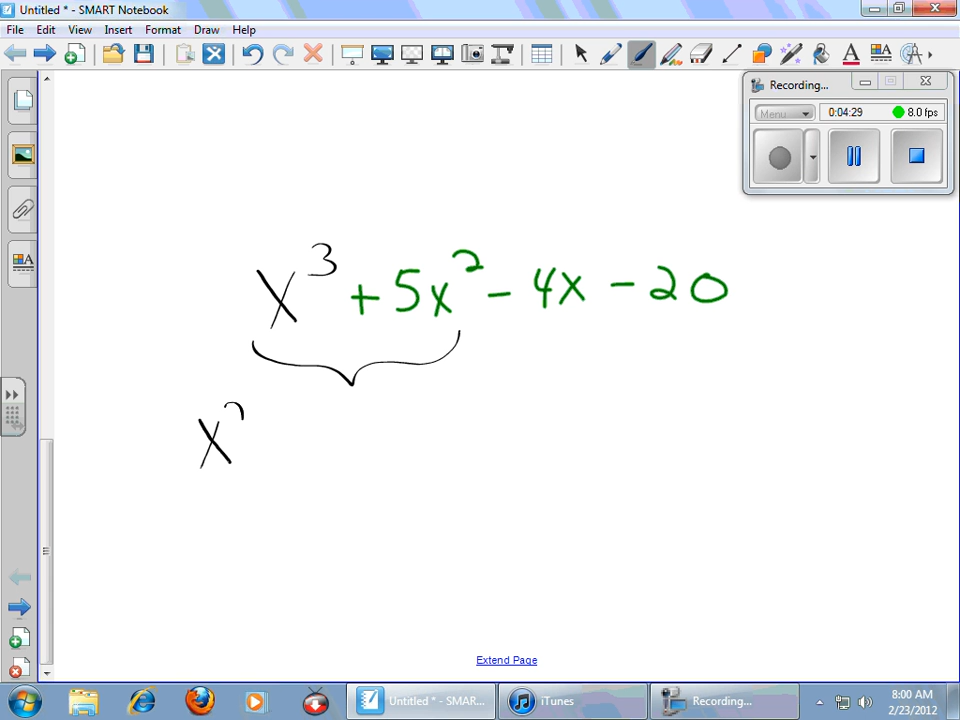 Untitled * - SMART Notebook
File Edit View Insert Format Draw Help
Recording...
Menu 0:04:29 8.0 fps
x³ + 5x² - 4x - 20
x²
Extend Page
Untitled * - SMAR... iTunes Recording... 8:00 AM
2/23/2012